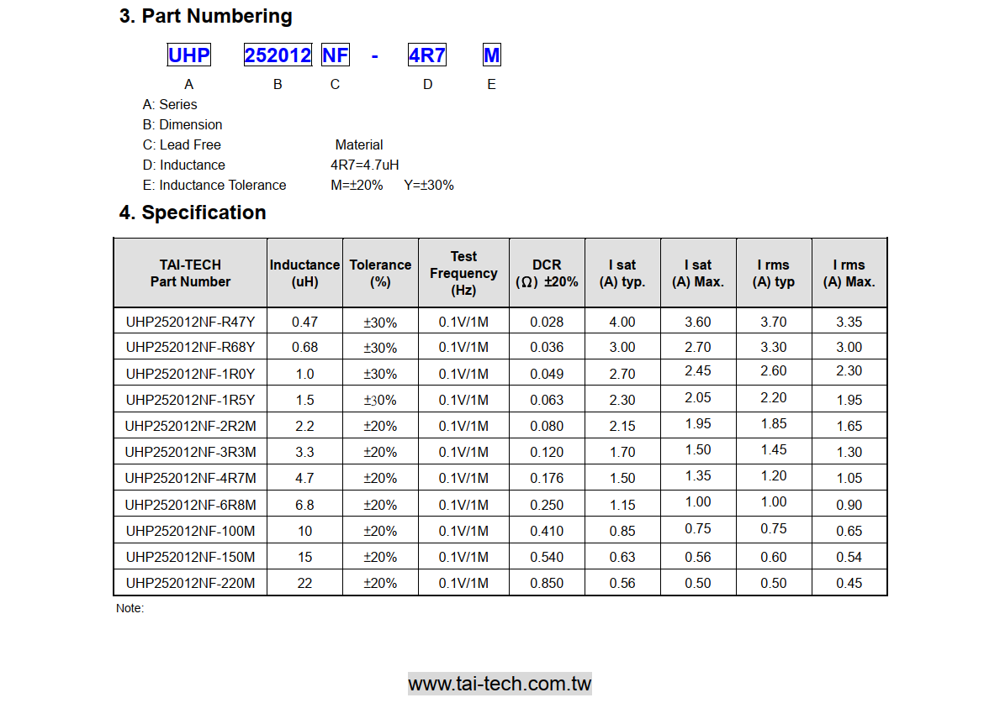 3. Part Numbering
UHP 252012 NF - 4R7 M
A B C D E
A: Series
B: Dimension
C: Lead Free Material
D: Inductance 4R7=4.7uH
E: Inductance Tolerance M=±20% Y=±30%
4. Specification
TAI-TECH Part Number Inductance (uH) Tolerance (%) Test Frequency (Hz) DCR (Ω) ±20% I sat (A) typ. I sat (A) Max. I rms (A) typ I rms (A) Max.
UHP252012NF-R47Y 0.47 ±30% 0.1V/1M 0.028 4.00 3.60 3.70 3.35
UHP252012NF-R68Y 0.68 ±30% 0.1V/1M 0.036 3.00 2.70 3.30 3.00
UHP252012NF-1R0Y 1.0 ±30% 0.1V/1M 0.049 2.70 2.45 2.60 2.30
UHP252012NF-1R5Y 1.5 ±30% 0.1V/1M 0.063 2.30 2.05 2.20 1.95
UHP252012NF-2R2M 2.2 ±20% 0.1V/1M 0.080 2.15 1.95 1.85 1.65
UHP252012NF-3R3M 3.3 ±20% 0.1V/1M 0.120 1.70 1.50 1.45 1.30
UHP252012NF-4R7M 4.7 ±20% 0.1V/1M 0.176 1.50 1.35 1.20 1.05
UHP252012NF-6R8M 6.8 ±20% 0.1V/1M 0.250 1.15 1.00 1.00 0.90
UHP252012NF-100M 10 ±20% 0.1V/1M 0.410 0.85 0.75 0.75 0.65
UHP252012NF-150M 15 ±20% 0.1V/1M 0.540 0.63 0.56 0.60 0.54
UHP252012NF-220M 22 ±20% 0.1V/1M 0.850 0.56 0.50 0.50 0.45
Note:
www.tai-tech.com.tw